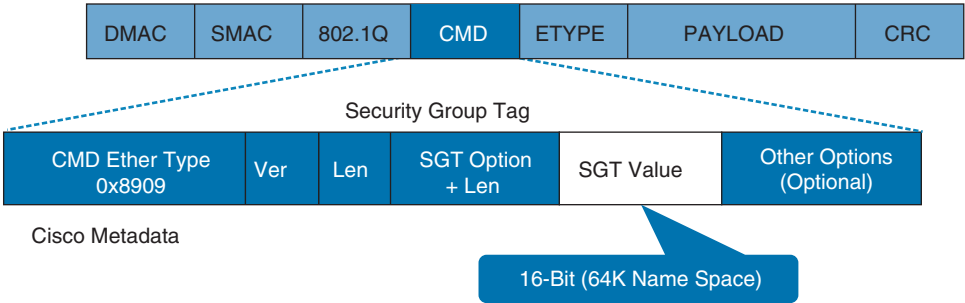 DMAC SMAC 802.1Q CMD ETYPE PAYLOAD CRC
Security Group Tag
CMD Ether Type
0x8909
Ver
Len
SGT Option
+ Len
SGT Value
Other Options
(Optional)
Cisco Metadata
16-Bit (64K Name Space)